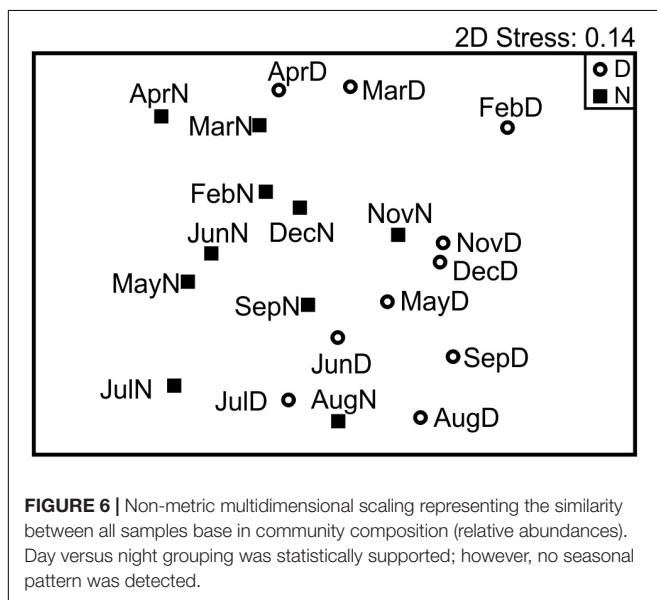 2D Stress: 0.14
D
N
AprD
MarD
AprN
FebD
MarN
FebN
DecN
NovN
JunN
NovD
DecD
MayN
SepN
MayD
JunD
SepD
JulN
JulD
AugN
AugD
FIGURE 6 | Non-metric multidimensional scaling representing the similarity
between all samples base in community composition (relative abundances).
Day versus night grouping was statistically supported; however, no seasonal
pattern was detected.